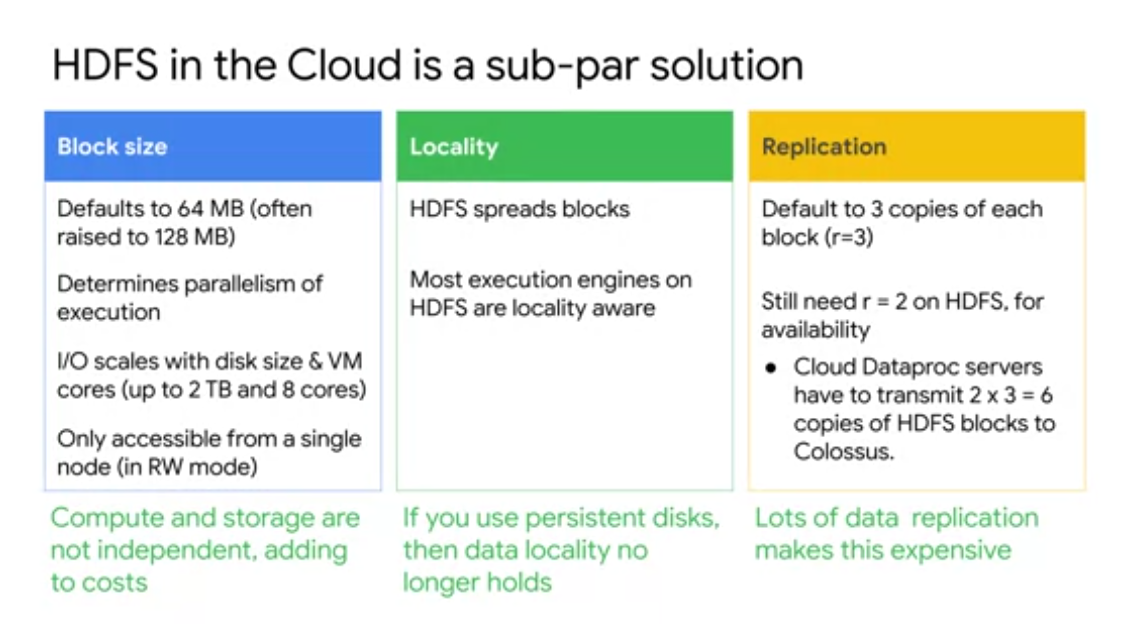 HDFS in the Cloud is a sub-par solution
Block size
Defaults to 64 MB (often
raised to 128 MB)
Determines parallelism of
execution
I/O scales with disk size & VM
cores (up to 2 TB and 8 cores)
Only accessible from a single
node (in RW mode)
Compute and storage are
not independent, adding
to costs
Locality
HDFS spreads blocks
Most execution engines on
HDFS are locality aware
If you use persistent disks,
then data locality no
longer holds
Replication
Default to 3 copies of each
block (r=3)
Still need r = 2 on HDFS, for
availability
● Cloud Dataproc servers
have to transmit 2 x 3 = 6
copies of HDFS blocks to
Colossus.
Lots of data replication
makes this expensive